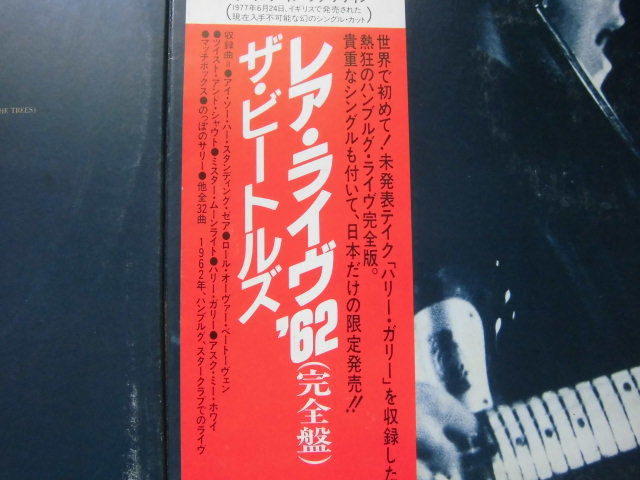 1977年6月24日、イギリスで発売された
現在入手不可能な幻のシングル・カット
世界で初めて!未発表テイク「ハリー・ガリー」を収録した
熱狂のハンブルグ・ライヴ完全版。
貴重なシングルも付いて、日本だけの限定発売!!
レア・ライヴ'62(完全盤)
ザ・ビートルズ
収録曲=●アイ・ソー・ハー・スタンディング・ゼア●ロール・オーヴァー・ベートーヴェン
●ツイスト・アンド・シャウト●ミスター・ムーンライト●ハリー・ガリー●アスク・ミー・ホワイ
●マッチボックス●のっぽのサリー●他全32曲 1962年、ハンブルグ、スタークラブでのライヴ
HE TREES)